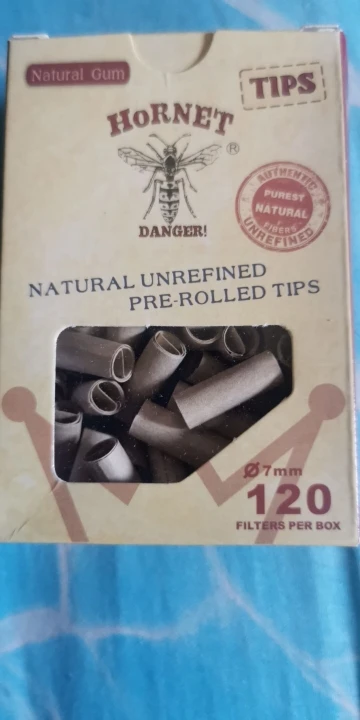 Natural Gum
TIPS
HORNET
®
DANGER!
AUTHENTIC
PUREST
NATURAL
FIBERS
UNREFINED
NATURAL UNREFINED
PRE-ROLLED TIPS
Ø7mm
120
FILTERS PER BOX